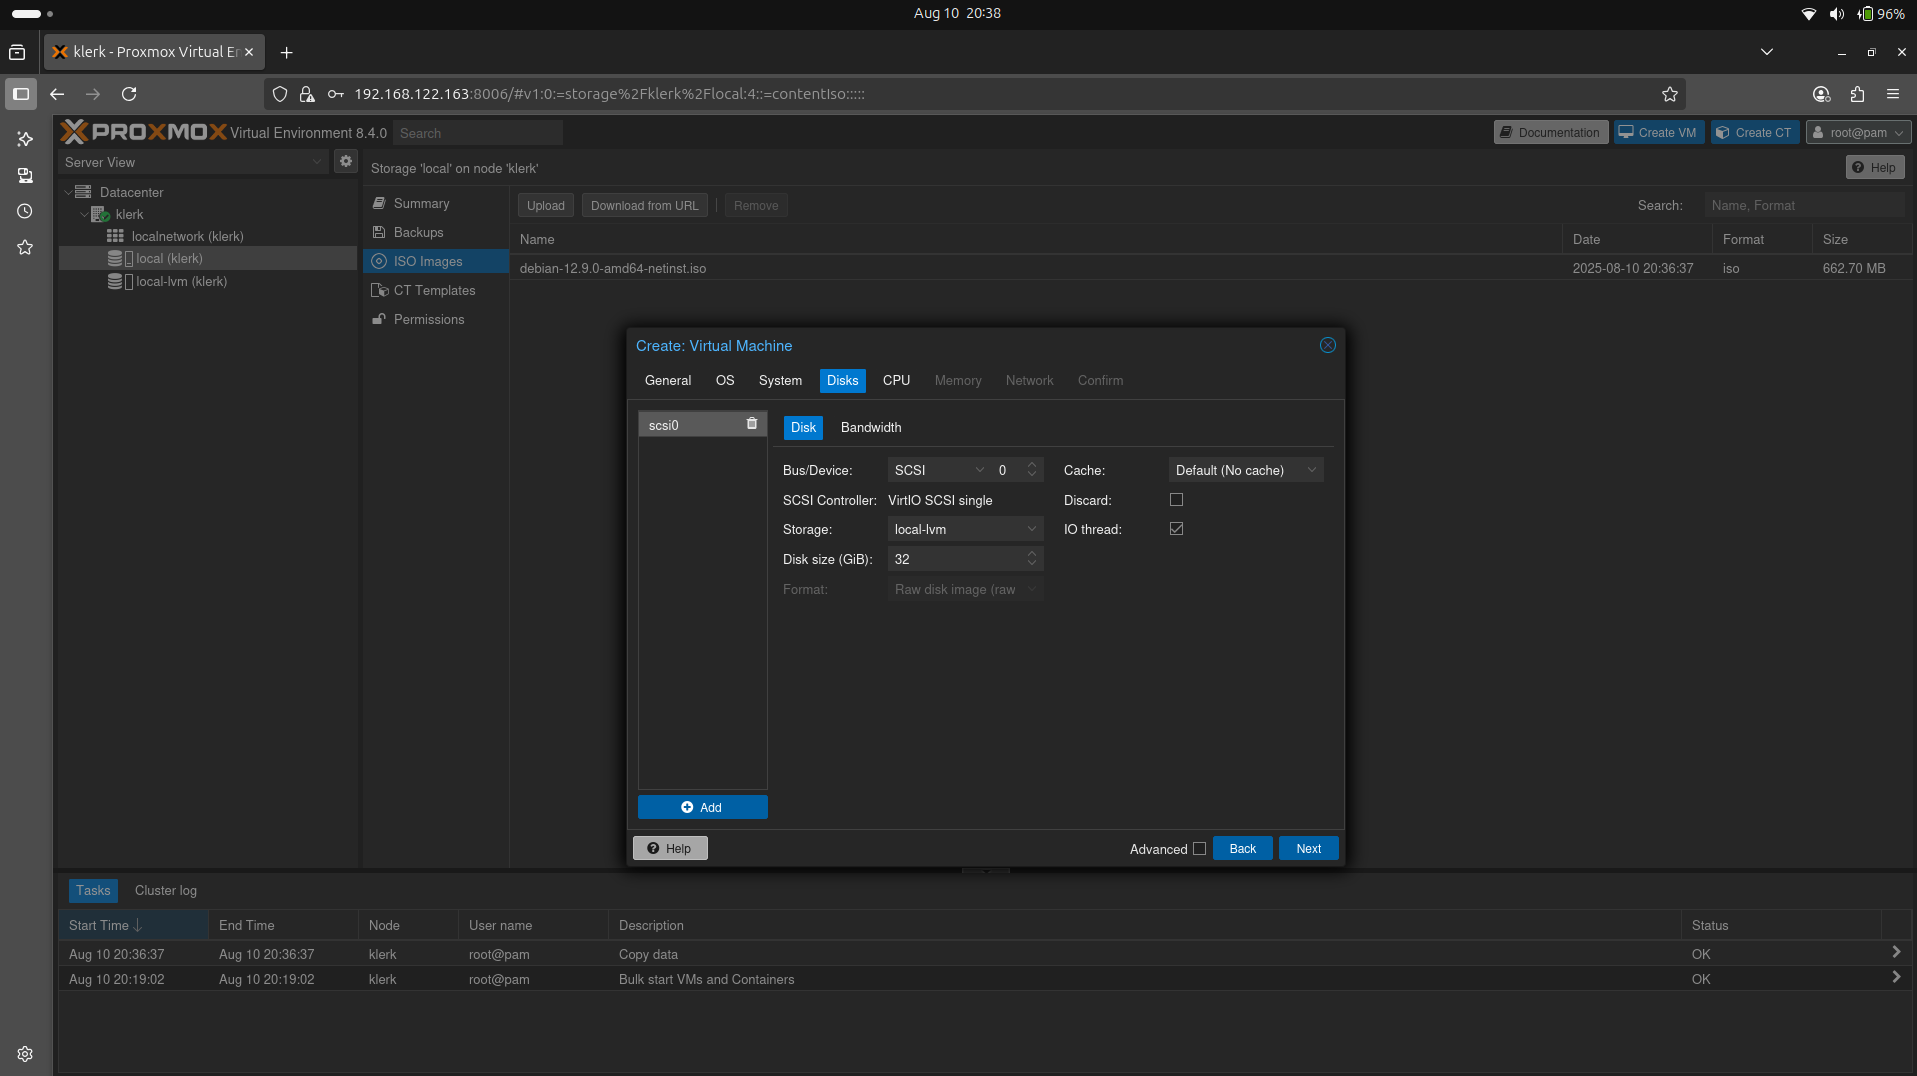 Aug 10 20:38
96%
klerk - Proxmox Virtual En
192.168.122.163:8006/#v1:0:=storage%2Fklerk%2Flocal:4::=contentIso:::::
PROXMOX Virtual Environment 8.4.0
Search
Documentation
Create VM
Create CT
root@pam
Server View
Storage 'local' on node 'klerk'
Help
Datacenter
klerk
localnetwork (klerk)
local (klerk)
local-lvm (klerk)
Summary
Backups
ISO Images
CT Templates
Permissions
Upload
Download from URL
Remove
Search:
Name, Format
Name
Date
Format
Size
debian-12.9.0-amd64-netinst.iso
2025-08-10 20:36:37
iso
662.70 MB
Create: Virtual Machine
General
OS
System
Disks
CPU
Memory
Network
Confirm
scsi0
Disk
Bandwidth
Bus/Device:
SCSI
0
Cache:
Default (No cache)
SCSI Controller:
VirtIO SCSI single
Discard:
Storage:
local-lvm
IO thread:
Disk size (GiB):
32
Format:
Raw disk image (raw
Add
Help
Advanced
Back
Next
Tasks
Cluster log
Start Time
End Time
Node
User name
Description
Status
Aug 10 20:36:37
Aug 10 20:36:37
klerk
root@pam
Copy data
OK
Aug 10 20:19:02
Aug 10 20:19:02
klerk
root@pam
Bulk start VMs and Containers
OK